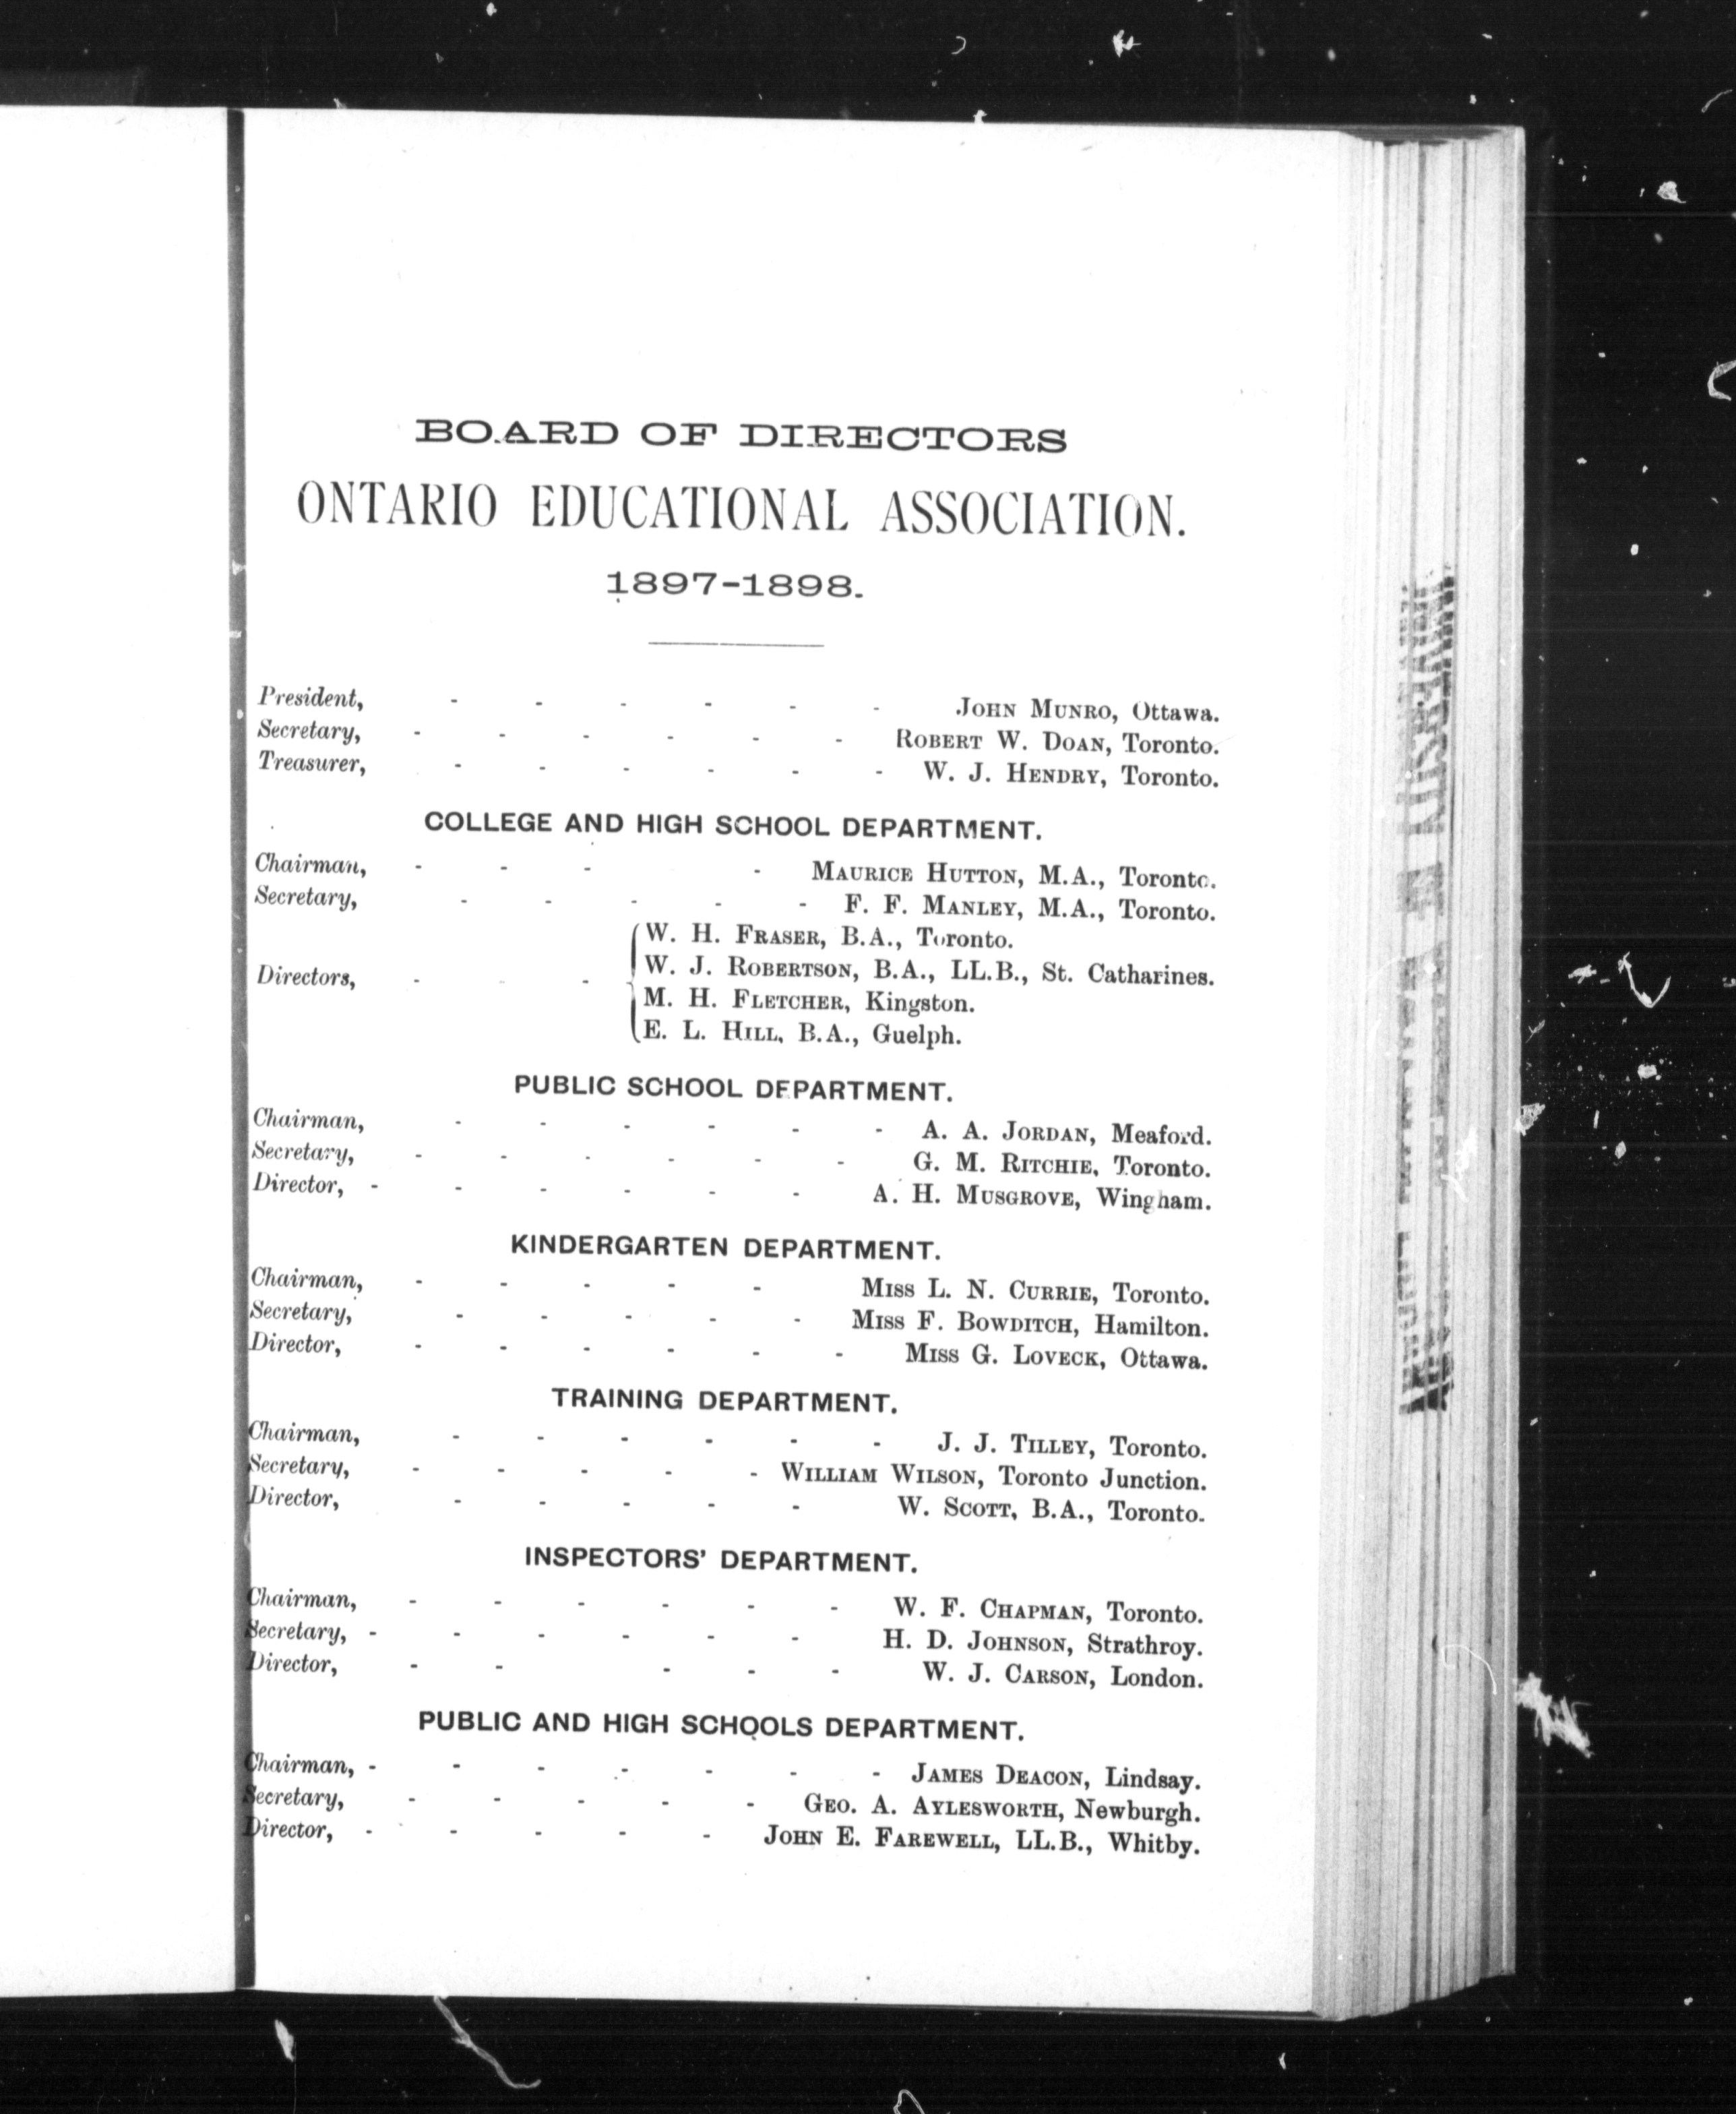 BOARD OF DIRECTORS
ONTARIO EDUCATIONAL ASSOCIATION.
1897-1898.
President, - - - - - - JOHN MUNRO, Ottawa.
Secretary, - - - - - - ROBERT W. DOAN, Toronto.
Treasurer, - - - - - - W. J. HENDRY, Toronto.
COLLEGE AND HIGH SCHOOL DEPARTMENT.
Chairman, - - - - MAURICE HUTTON, M.A., Toronto.
Secretary, - - - - - F. F. MANLEY, M.A., Toronto.
W. H. FRASER, B.A., Toronto.
W. J. ROBERTSON, B.A., LL.B., St. Catharines.
Directors, - - -
M. H. FLETCHER, Kingston.
E. L. HILL, B.A., Guelph.
PUBLIC SCHOOL DEPARTMENT.
Chairman, - - - - - - A. A. JORDAN, Meaford.
Secretary, - - - - - - G. M. RITCHIE, Toronto.
Director, - - - - - - A. H. MUSGROVE, Wingham.
KINDERGARTEN DEPARTMENT.
Chairman, - - - - - MISS L. N. CURRIE, Toronto.
Secretary, - - - - - MISS F. BOWDITCH, Hamilton.
Director, - - - - - - MISS G. LOVECK, Ottawa.
TRAINING DEPARTMENT.
Chairman, - - - - - - J. J. TILLEY, Toronto.
Secretary, - - - - - WILLIAM WILSON, Toronto Junction.
Director, - - - - - W. SCOTT, B.A., Toronto.
INSPECTORS' DEPARTMENT.
Chairman, - - - - - - W. F. CHAPMAN, Toronto.
Secretary, - - - - - - H. D. JOHNSON, Strathroy.
Director, - - - - - W. J. CARSON, London.
PUBLIC AND HIGH SCHOOLS DEPARTMENT.
Chairman, - - - - - - - JAMES DEACON, Lindsay.
Secretary, - - - - - GEO. A. AYLESWORTH, Newburgh.
Director, - - - - - JOHN E. FAREWELL, LL.B., Whitby.